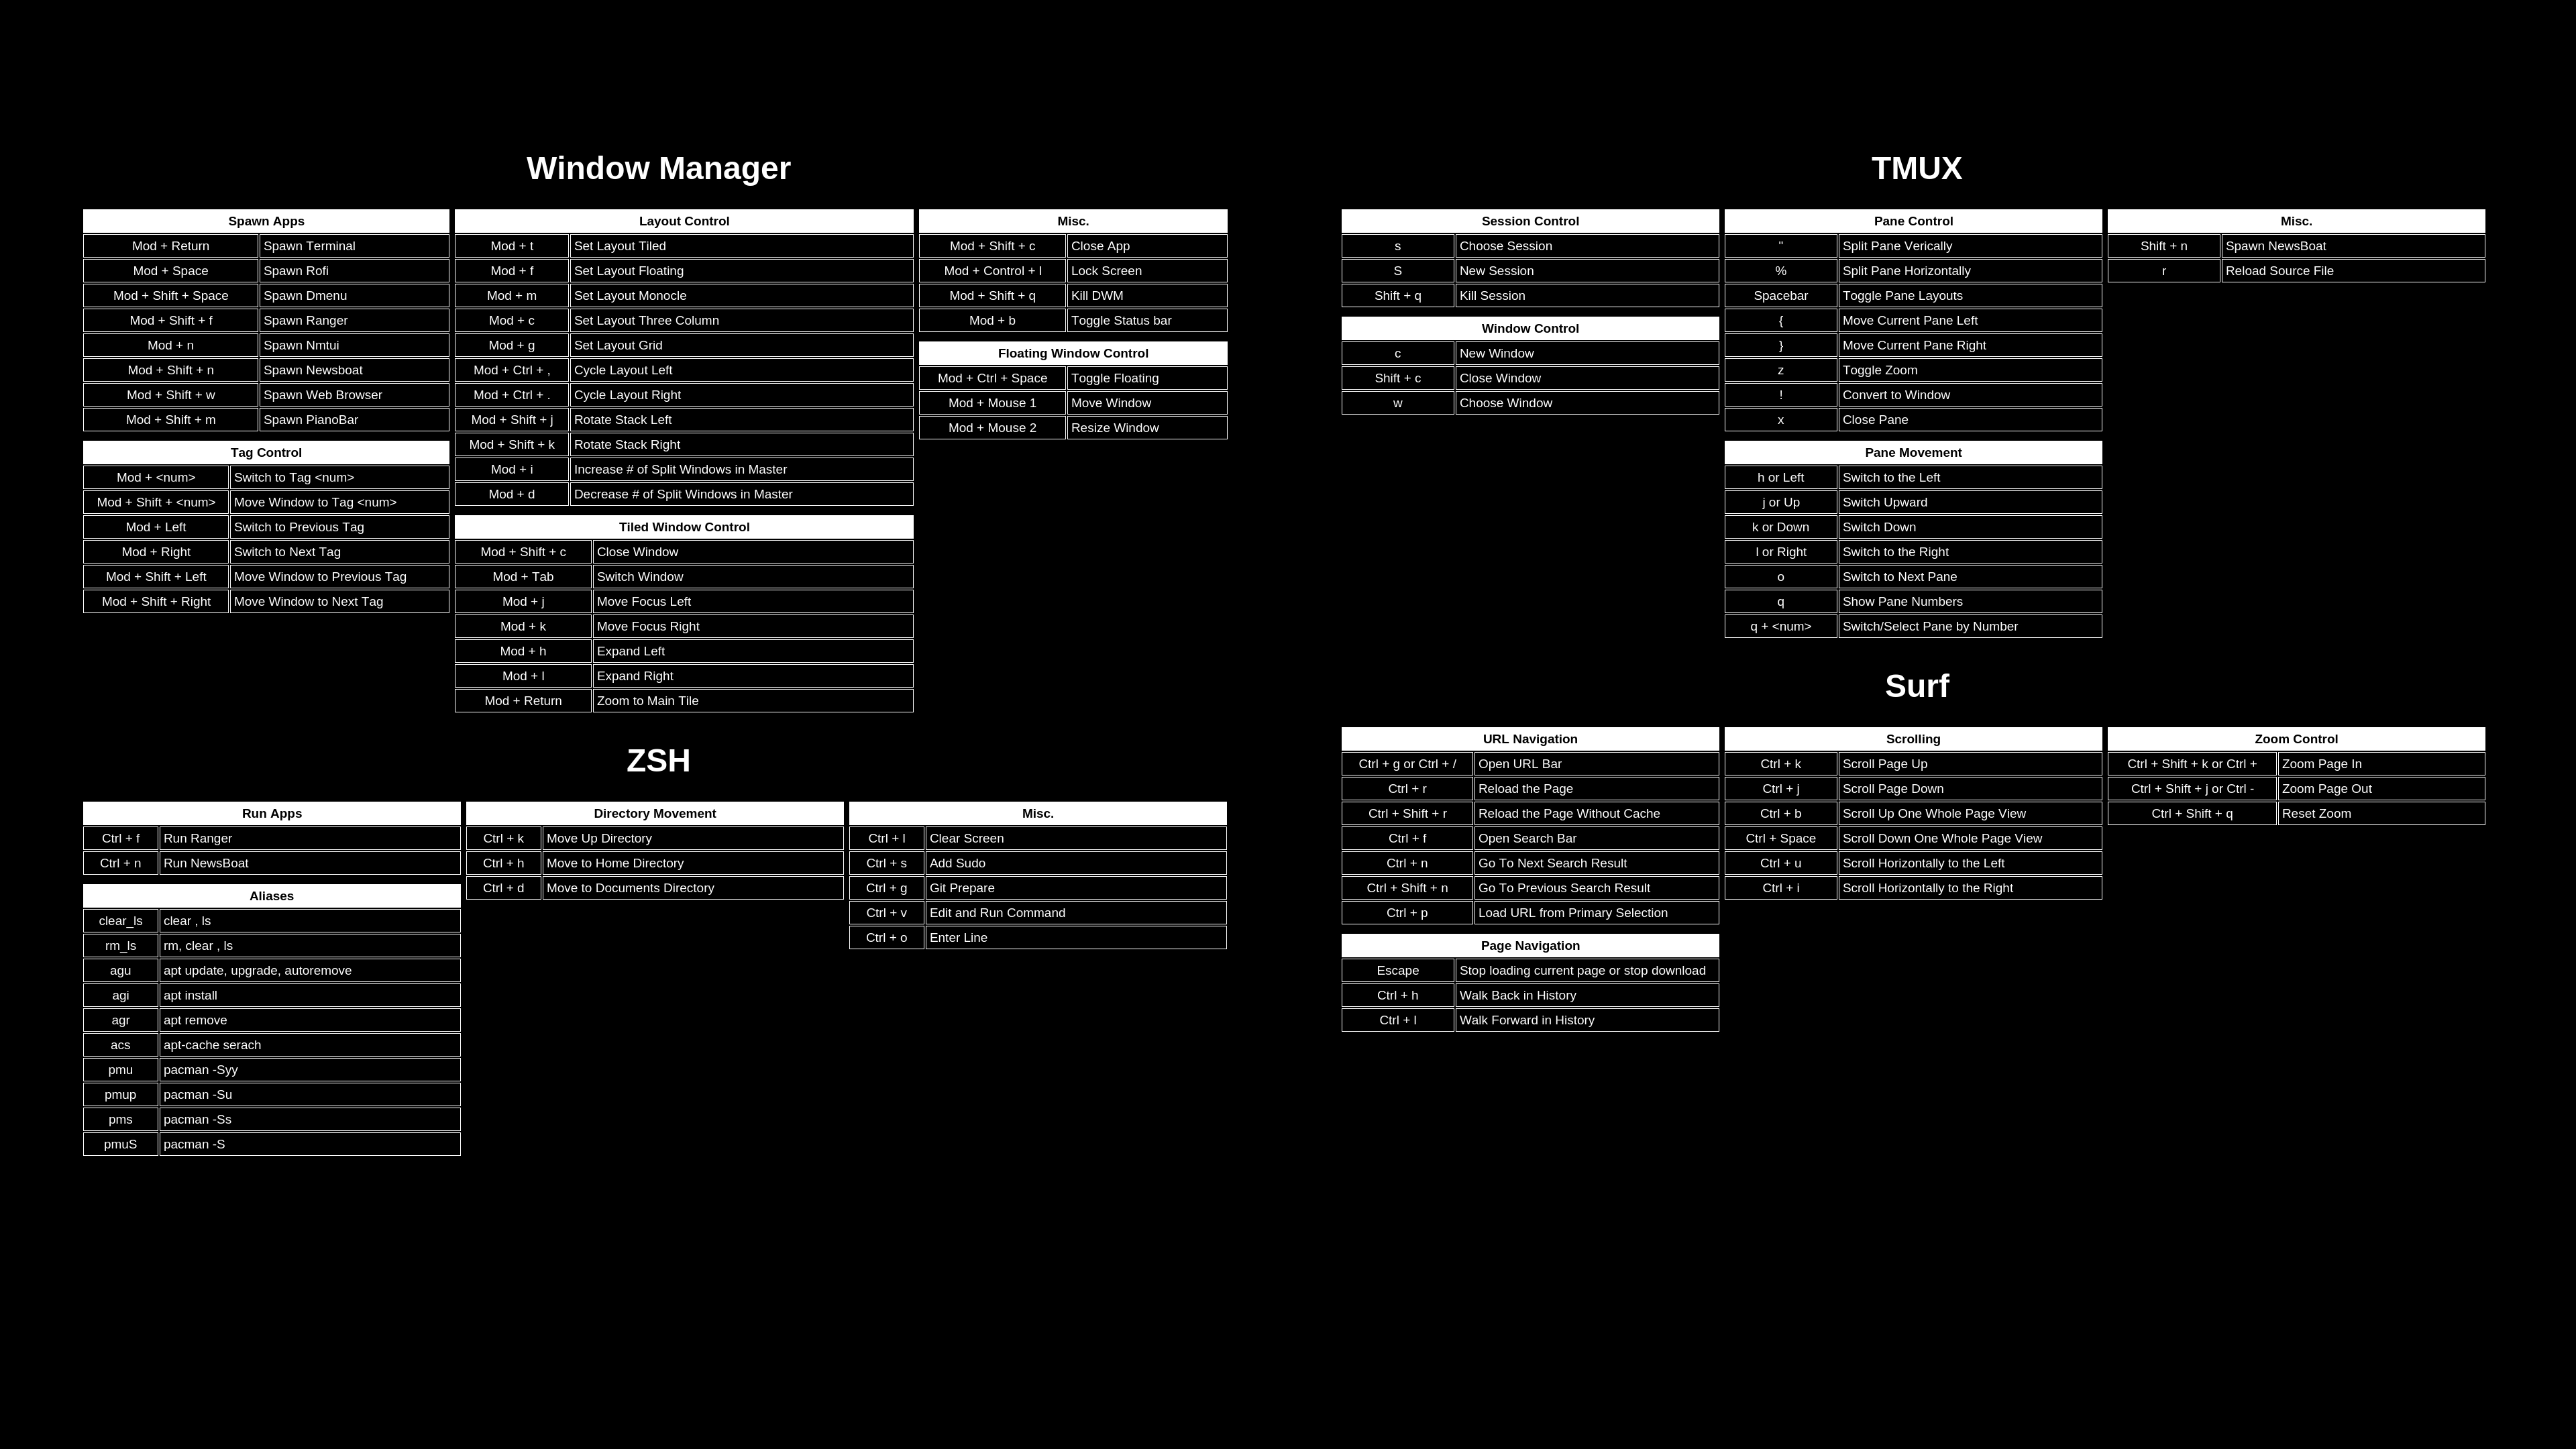 Window Manager
Spawn Apps
Mod + Return Spawn Terminal
Mod + Space Spawn Rofi
Mod + Shift + Space Spawn Dmenu
Mod + Shift + f Spawn Ranger
Mod + n Spawn Nmtui
Mod + Shift + n Spawn Newsboat
Mod + Shift + w Spawn Web Browser
Mod + Shift + m Spawn PianoBar
Tag Control
Mod + <num> Switch to Tag <num>
Mod + Shift + <num> Move Window to Tag <num>
Mod + Left Switch to Previous Tag
Mod + Right Switch to Next Tag
Mod + Shift + Left Move Window to Previous Tag
Mod + Shift + Right Move Window to Next Tag
Layout Control
Mod + t Set Layout Tiled
Mod + f Set Layout Floating
Mod + m Set Layout Monocle
Mod + c Set Layout Three Column
Mod + g Set Layout Grid
Mod + Ctrl + , Cycle Layout Left
Mod + Ctrl + . Cycle Layout Right
Mod + Shift + j Rotate Stack Left
Mod + Shift + k Rotate Stack Right
Mod + i Increase # of Split Windows in Master
Mod + d Decrease # of Split Windows in Master
Tiled Window Control
Mod + Shift + c Close Window
Mod + Tab Switch Window
Mod + j Move Focus Left
Mod + k Move Focus Right
Mod + h Expand Left
Mod + l Expand Right
Mod + Return Zoom to Main Tile
Misc.
Mod + Shift + c Close App
Mod + Control + l Lock Screen
Mod + Shift + q Kill DWM
Mod + b Toggle Status bar
Floating Window Control
Mod + Ctrl + Space Toggle Floating
Mod + Mouse 1 Move Window
Mod + Mouse 2 Resize Window
ZSH
Run Apps
Ctrl + f Run Ranger
Ctrl + n Run NewsBoat
Aliases
clear_ls clear , ls
rm_ls rm, clear , ls
agu apt update, upgrade, autoremove
agi apt install
agr apt remove
acs apt-cache serach
pmu pacman -Syy
pmup pacman -Su
pms pacman -Ss
pmuS pacman -S
Directory Movement
Ctrl + k Move Up Directory
Ctrl + h Move to Home Directory
Ctrl + d Move to Documents Directory
Misc.
Ctrl + l Clear Screen
Ctrl + s Add Sudo
Ctrl + g Git Prepare
Ctrl + v Edit and Run Command
Ctrl + o Enter Line
TMUX
Session Control
s Choose Session
S New Session
Shift + q Kill Session
Window Control
c New Window
Shift + c Close Window
w Choose Window
Pane Control
" Split Pane Verically
% Split Pane Horizontally
Spacebar Toggle Pane Layouts
{ Move Current Pane Left
} Move Current Pane Right
z Toggle Zoom
! Convert to Window
x Close Pane
Pane Movement
h or Left Switch to the Left
j or Up Switch Upward
k or Down Switch Down
l or Right Switch to the Right
o Switch to Next Pane
q Show Pane Numbers
q + <num> Switch/Select Pane by Number
Misc.
Shift + n Spawn NewsBoat
r Reload Source File
Surf
URL Navigation
Ctrl + g or Ctrl + / Open URL Bar
Ctrl + r Reload the Page
Ctrl + Shift + r Reload the Page Without Cache
Ctrl + f Open Search Bar
Ctrl + n Go To Next Search Result
Ctrl + Shift + n Go To Previous Search Result
Ctrl + p Load URL from Primary Selection
Page Navigation
Escape Stop loading current page or stop download
Ctrl + h Walk Back in History
Ctrl + l Walk Forward in History
Scrolling
Ctrl + k Scroll Page Up
Ctrl + j Scroll Page Down
Ctrl + b Scroll Up One Whole Page View
Ctrl + Space Scroll Down One Whole Page View
Ctrl + u Scroll Horizontally to the Left
Ctrl + i Scroll Horizontally to the Right
Zoom Control
Ctrl + Shift + k or Ctrl + Zoom Page In
Ctrl + Shift + j or Ctrl - Zoom Page Out
Ctrl + Shift + q Reset Zoom